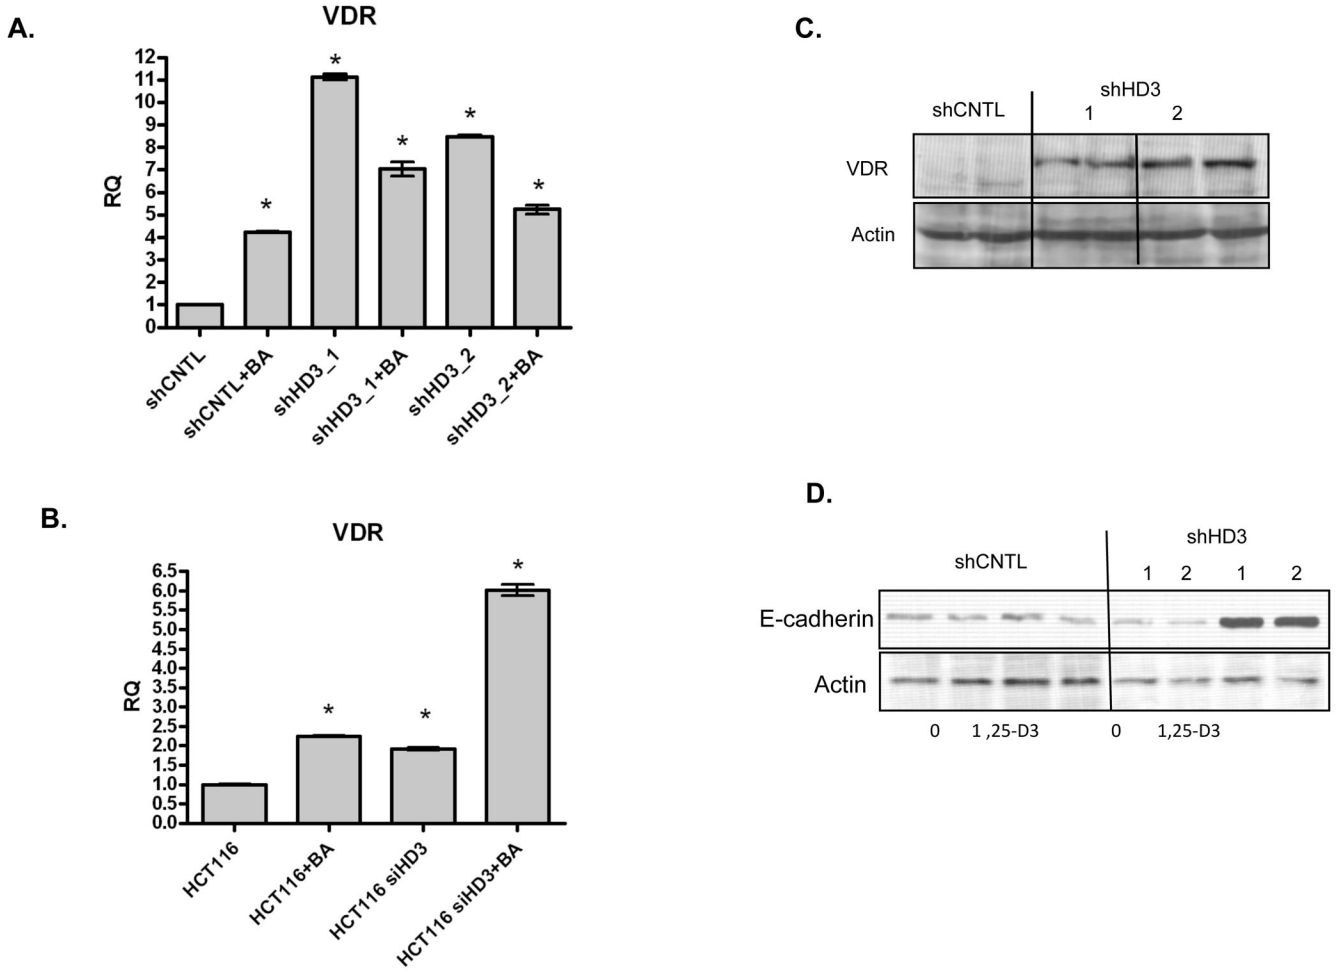 A.
VDR
12
11
10
9
8
7
6
5
4
3
2
1
0
RQ
*
*
*
*
*
shCNTL
shCNTL+BA
shHD3_1
shHD3_1+BA
shHD3_2
shHD3_2+BA
B.
VDR
6.5
6.0
5.5
5.0
4.5
4.0
3.5
3.0
2.5
2.0
1.5
1.0
0.5
0.0
RQ
*
*
*
HCT116
HCT116+BA
HCT116 siHD3
HCT116 siHD3+BA
C.
shHD3
shCNTL
1 2
VDR
Actin
D.
shHD3
shCNTL
1 2 1 2
E-cadherin
Actin
0 1 ,25-D3 0 1,25-D3